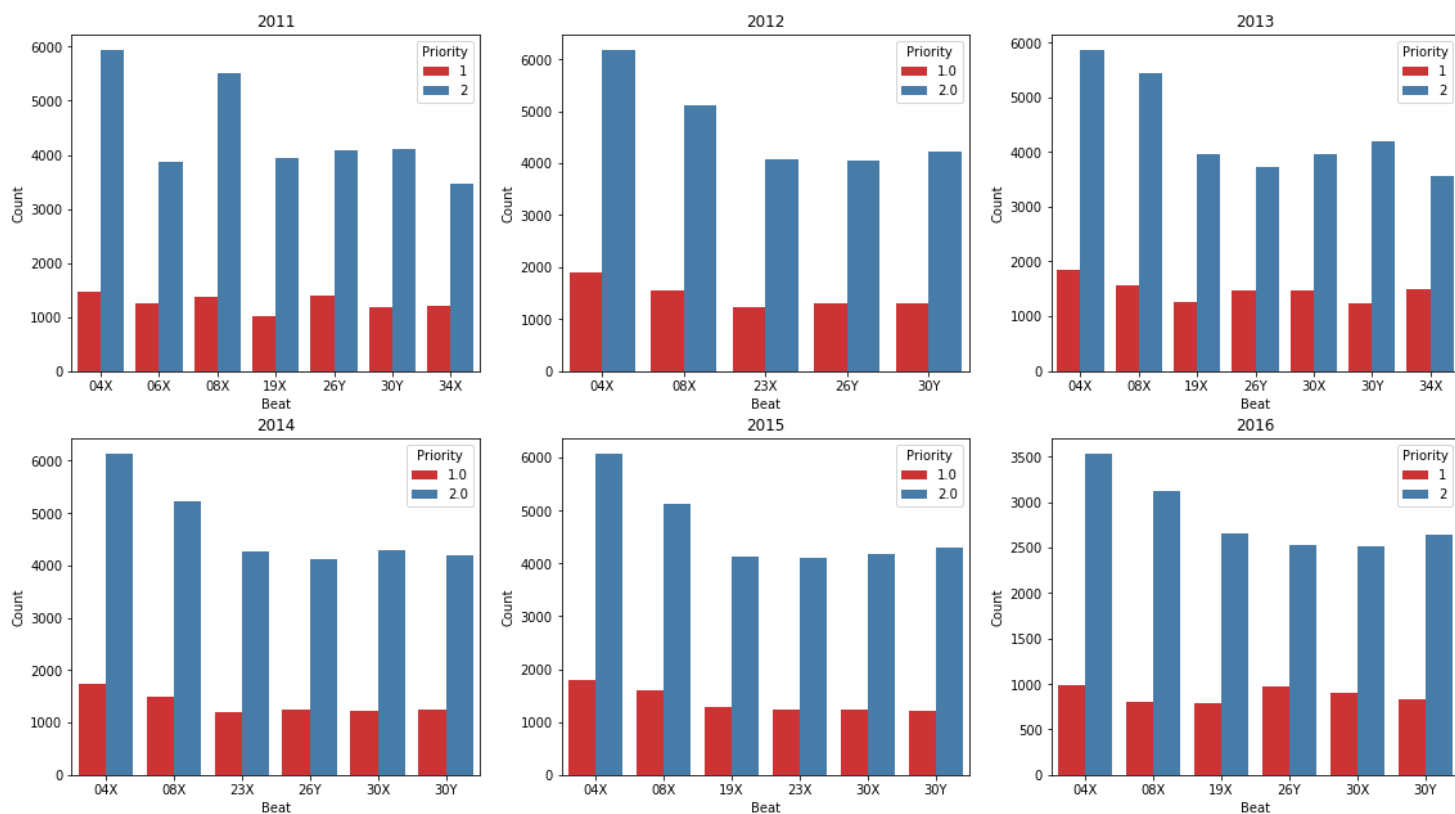 2011
6000
5000
4000
3000
2000
1000
0
Count
Priority
1
2
04X 06X 08X 19X 26Y 30Y 34X
Beat
2012
6000
5000
4000
3000
2000
1000
0
Count
Priority
1.0
2.0
04X 08X 23X 26Y 30Y
Beat
2013
6000
5000
4000
3000
2000
1000
0
Count
Priority
1
2
04X 08X 19X 26Y 30X 30Y 34X
Beat
2014
6000
5000
4000
3000
2000
1000
0
Count
Priority
1.0
2.0
04X 08X 23X 26Y 30X 30Y
Beat
2015
6000
5000
4000
3000
2000
1000
0
Count
Priority
1.0
2.0
04X 08X 19X 23X 30X 30Y
Beat
2016
3500
3000
2500
2000
1500
1000
500
0
Count
Priority
1
2
04X 08X 19X 26Y 30X 30Y
Beat